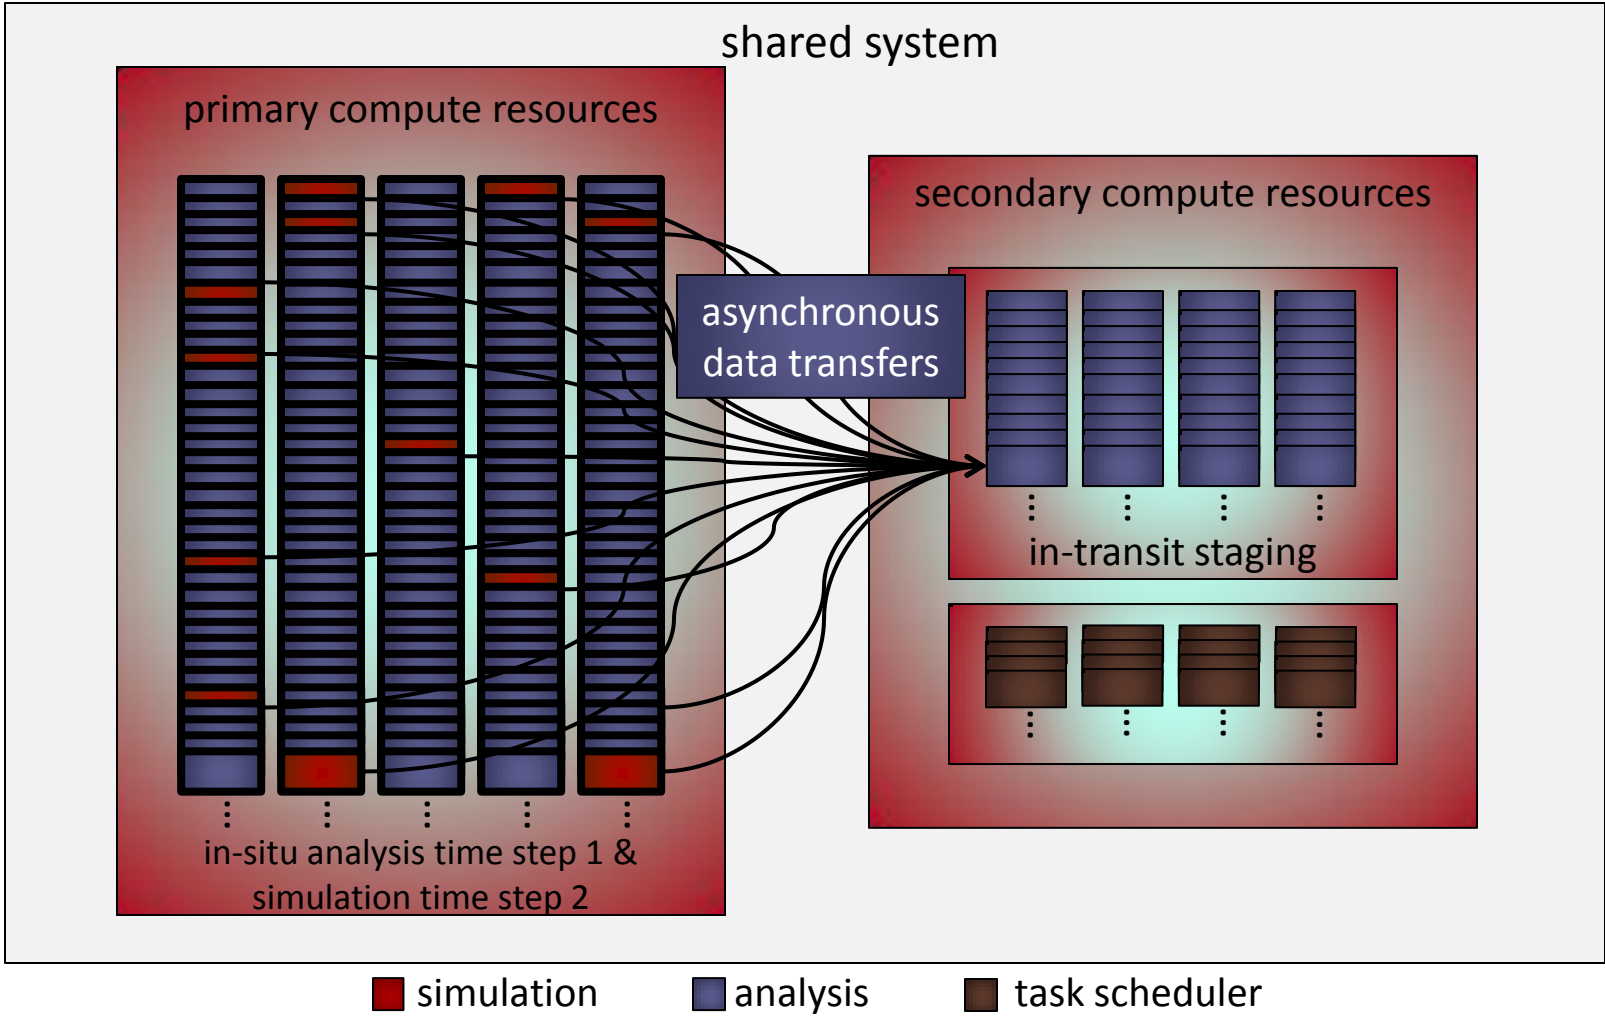 shared system
primary compute resources
secondary compute resources
asynchronous
data transfers
in-transit staging
in-situ analysis time step 1 &
simulation time step 2
simulation
analysis
task scheduler